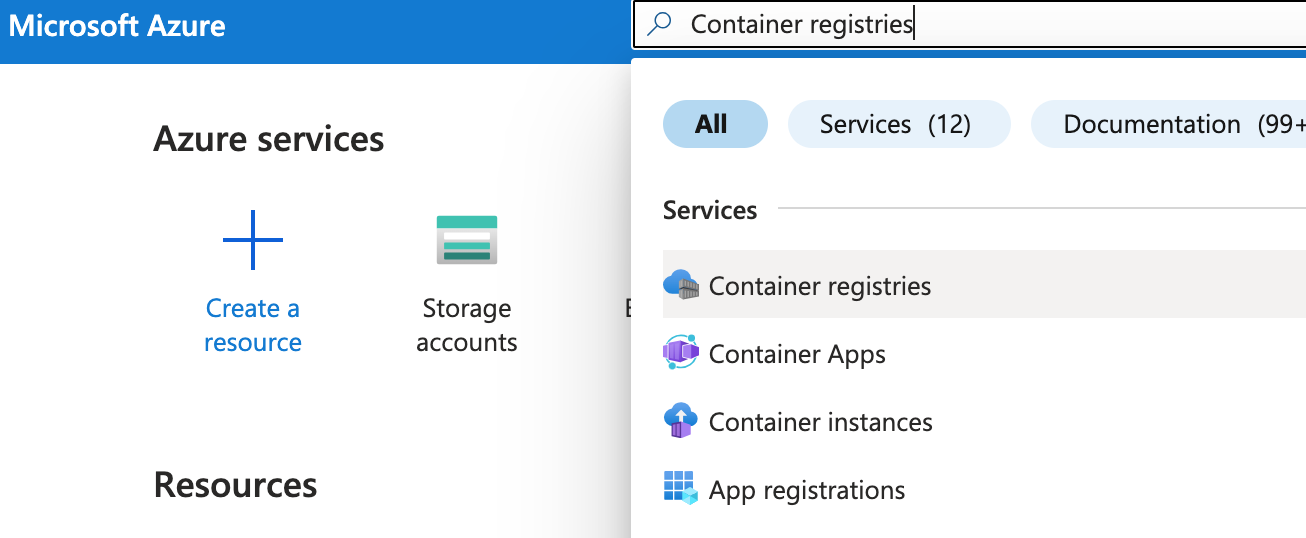 Microsoft Azure
Container registries
All
Services (12)
Documentation (99+
Azure services
Services
Create a
resource
Storage
accounts
Container registries
Container Apps
Container instances
App registrations
Resources